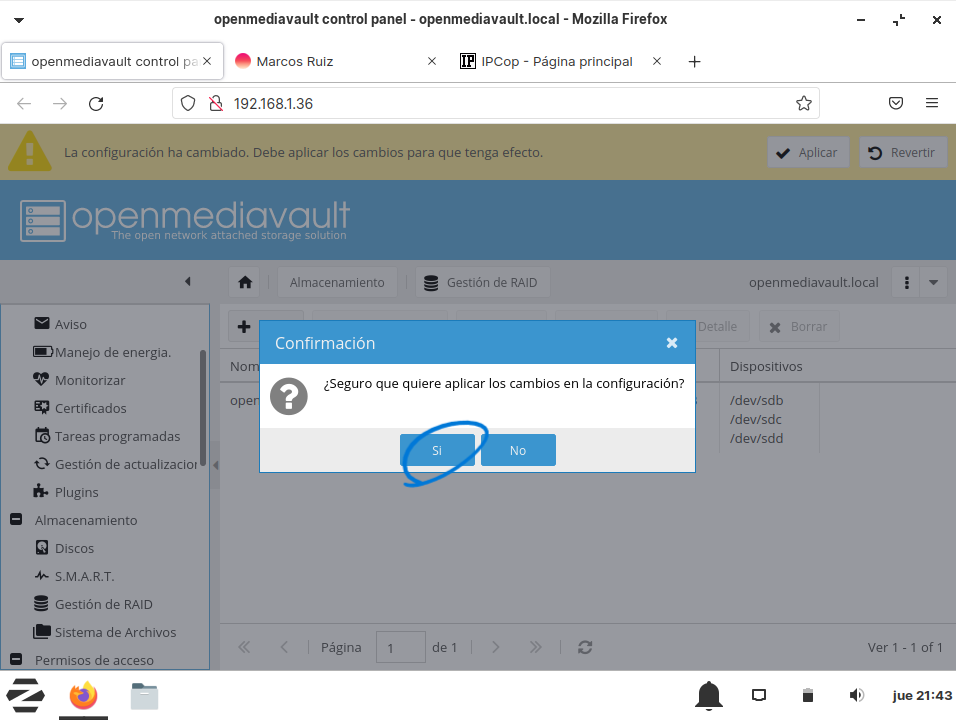 openmediavault control panel - openmediavault.local - Mozilla Firefox
openmediavault control pa
Marcos Ruiz
IP IPCop - Página principal
192.168.1.36
La configuración ha cambiado. Debe aplicar los cambios para que tenga efecto.
Aplicar
Revertir
openmediavault
The open network attached storage solution
Almacenamiento
Gestión de RAID
openmediavault.local
Aviso
Manejo de energia.
Monitorizar
Certificados
Tareas programadas
Gestión de actualizacior
Plugins
Almacenamiento
Discos
S.M.A.R.T.
Gestión de RAID
Sistema de Archivos
Permisos de acceso
Detalle
Borrar
Nom
Dispositivos
open
/dev/sdb
/dev/sdc
/dev/sdd
Confirmación
¿Seguro que quiere aplicar los cambios en la configuración?
Si
No
Página
1
de 1
Ver 1 - 1 of 1
jue 21:43